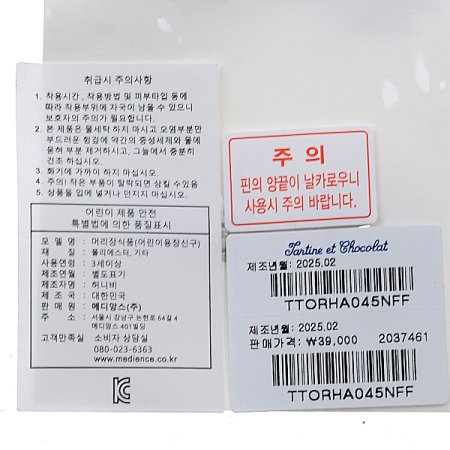 취급시 주의사항
1. 착용시간, 착용방법 및 피부타입 등에
따라 착용부위에 자국이 남을 수 있으니
보호자의 주의가 필요합니다.
2. 본 제품은 물세탁 하지 마시고 오염부분만
부드러운 헝겊에 약간의 중성세제와 물에
묻혀 부분 제거하시고, 그늘에서 충분히
건조 하십시오.
3. 화기에 가까이 하지 마십시오.
4. 주의! 작은 부품이 탈락되면 삼킬 수있음
5. 상품을 입에 넣거나 던지지 마십시오.
어린이 제품 안전
특별법에 의한 품질표시
모 델 명 : 머리장식품(어린이용장신구)
재 질 : 폴리에스터, 기타
사용연령 : 3세이상
제조연월 : 별도표기
제조자명 : 허니비
제 조 국 : 대한민국
판 매 원 : 메디앙스(주)
주 소 : 서울시 강남구 논현로 64길 4
메디앙스 401빌딩
고객만족실 소비자 상담실
080-023-6363
www.medience.co.kr
주 의
핀의 양끝이 날카로우니
사용시 주의 바랍니다.
Tartine et Chocolat
제조년월: 2025.02
TTORHA045NFF
제조년월: 2025.02
판매가격: ₩39,000 2037461
TTORHA045NFF